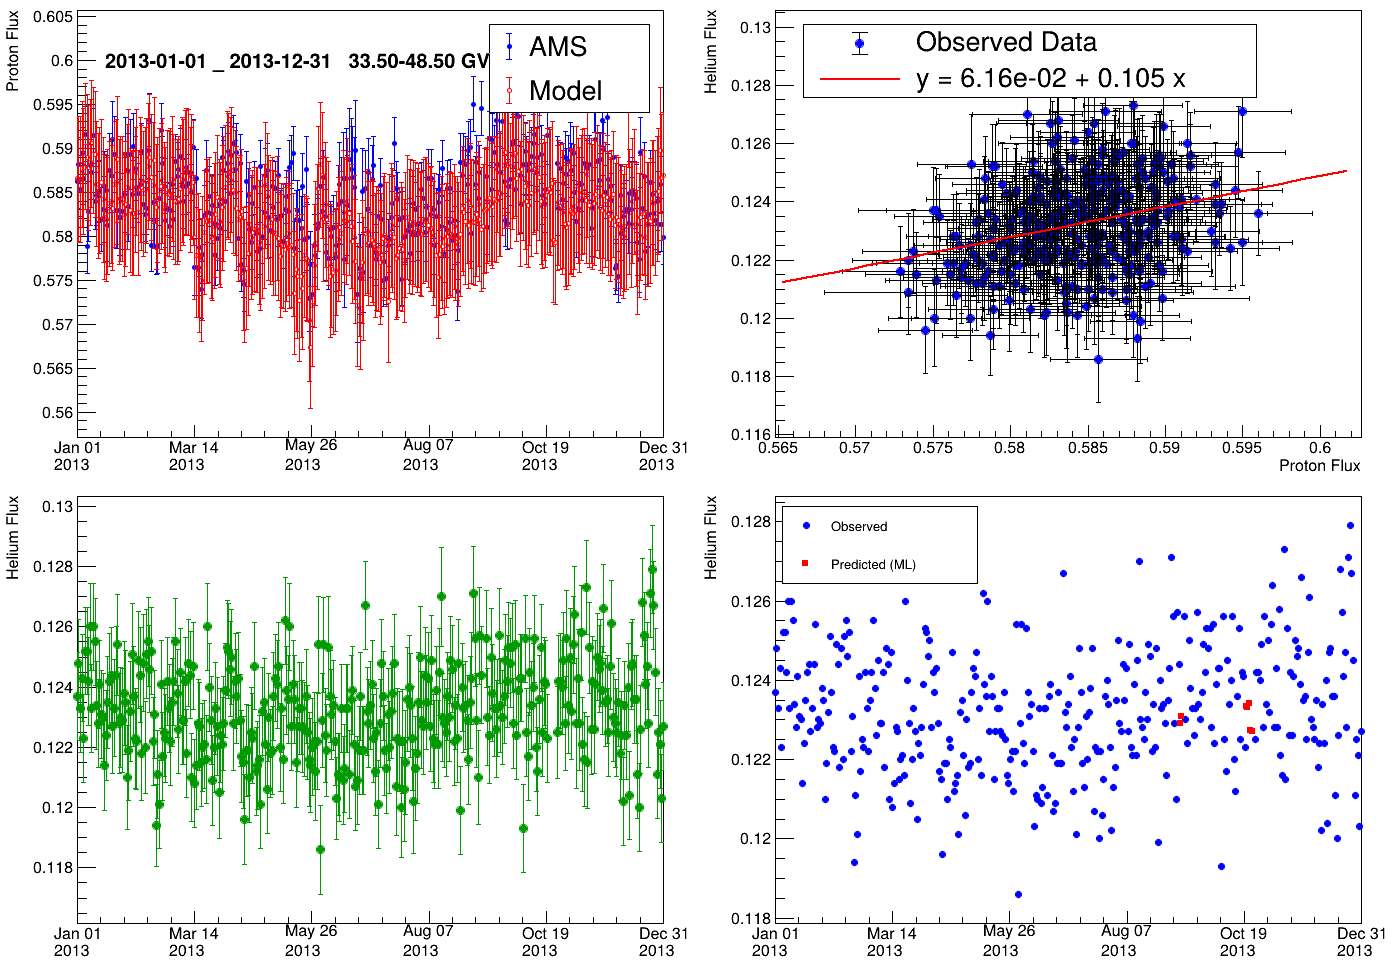 Proton Flux
0.605
0.6
0.595
0.59
0.585
0.58
0.575
0.57
0.565
0.56
2013-01-01 _ 2013-12-31 33.50-48.50 GV
AMS
Model
Jan 01
2013
Mar 14
2013
May 26
2013
Aug 07
2013
Oct 19
2013
Dec 31
2013
Helium Flux
0.13
0.128
0.126
0.124
0.122
0.12
0.118
0.116
Observed Data
y = 6.16e-02 + 0.105 x
0.565
0.57
0.575
0.58
0.585
0.59
0.595
0.6
Proton Flux
Helium Flux
0.13
0.128
0.126
0.124
0.122
0.12
0.118
Jan 01
2013
Mar 14
2013
May 26
2013
Aug 07
2013
Oct 19
2013
Dec 31
2013
Helium Flux
0.128
0.126
0.124
0.122
0.12
0.118
Observed
Predicted (ML)
Jan 01
2013
Mar 14
2013
May 26
2013
Aug 07
2013
Oct 19
2013
Dec 31
2013